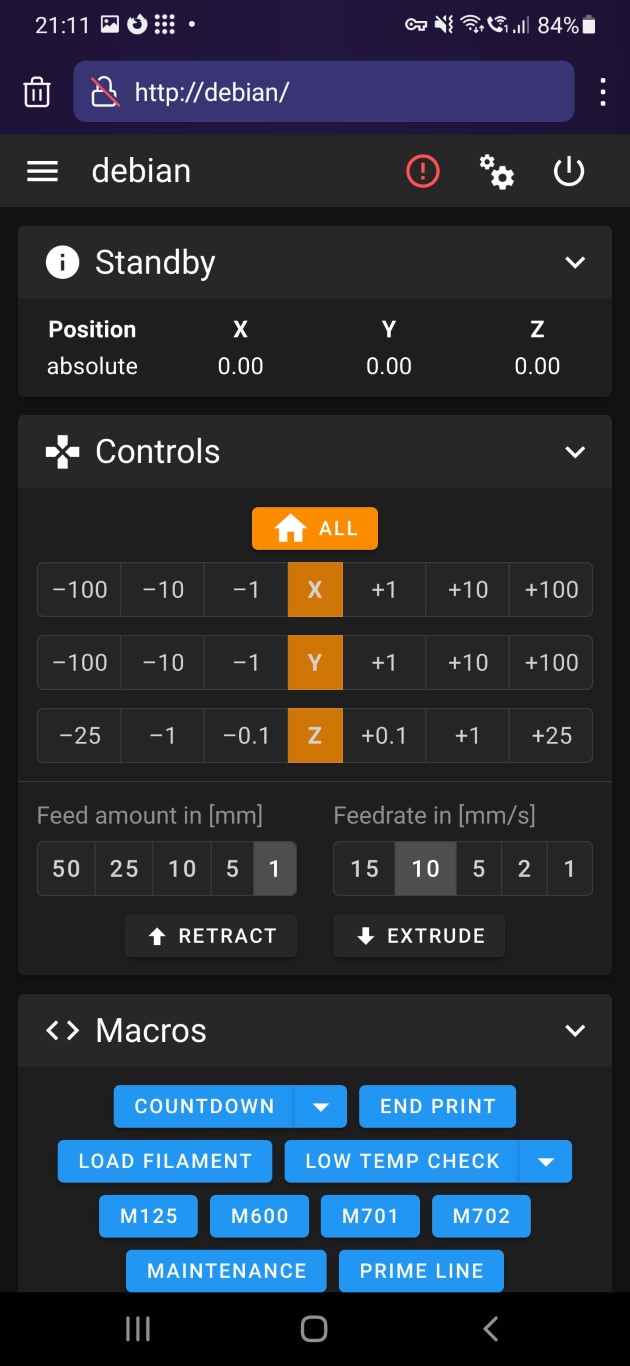 21:11 84%
http://debian/
debian
Standby
Position X Y Z
absolute 0.00 0.00 0.00
Controls
ALL
−100 −10 −1 X +1 +10 +100
−100 −10 −1 Y +1 +10 +100
−25 −1 −0.1 Z +0.1 +1 +25
Feed amount in [mm] Feedrate in [mm/s]
50 25 10 5 1 15 10 5 2 1
RETRACT EXTRUDE
Macros
COUNTDOWN END PRINT
LOAD FILAMENT LOW TEMP CHECK
M125 M600 M701 M702
MAINTENANCE PRIME LINE